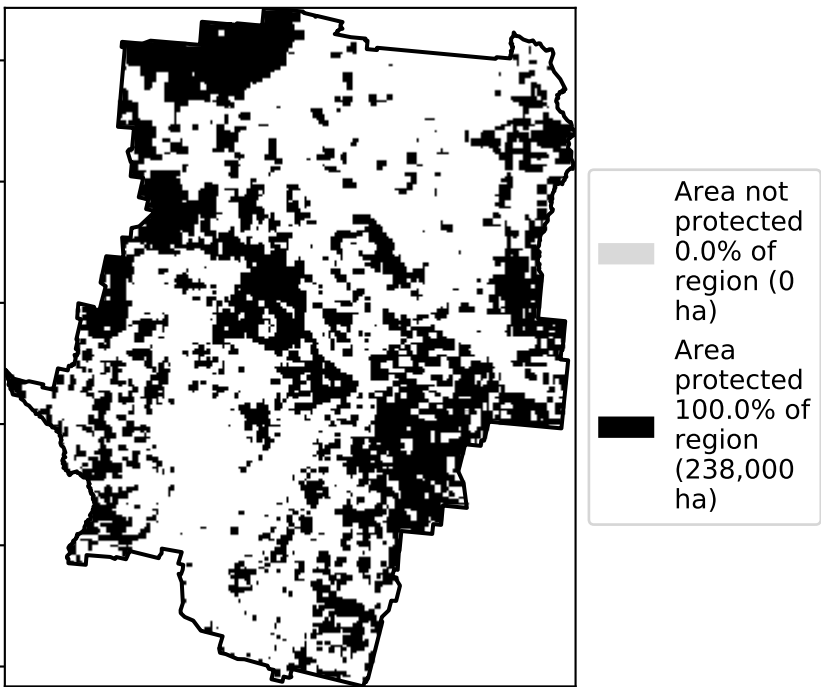 Area not
protected
0.0% of
region (0
ha)
Area
protected
100.0% of
region
(238,000
ha)